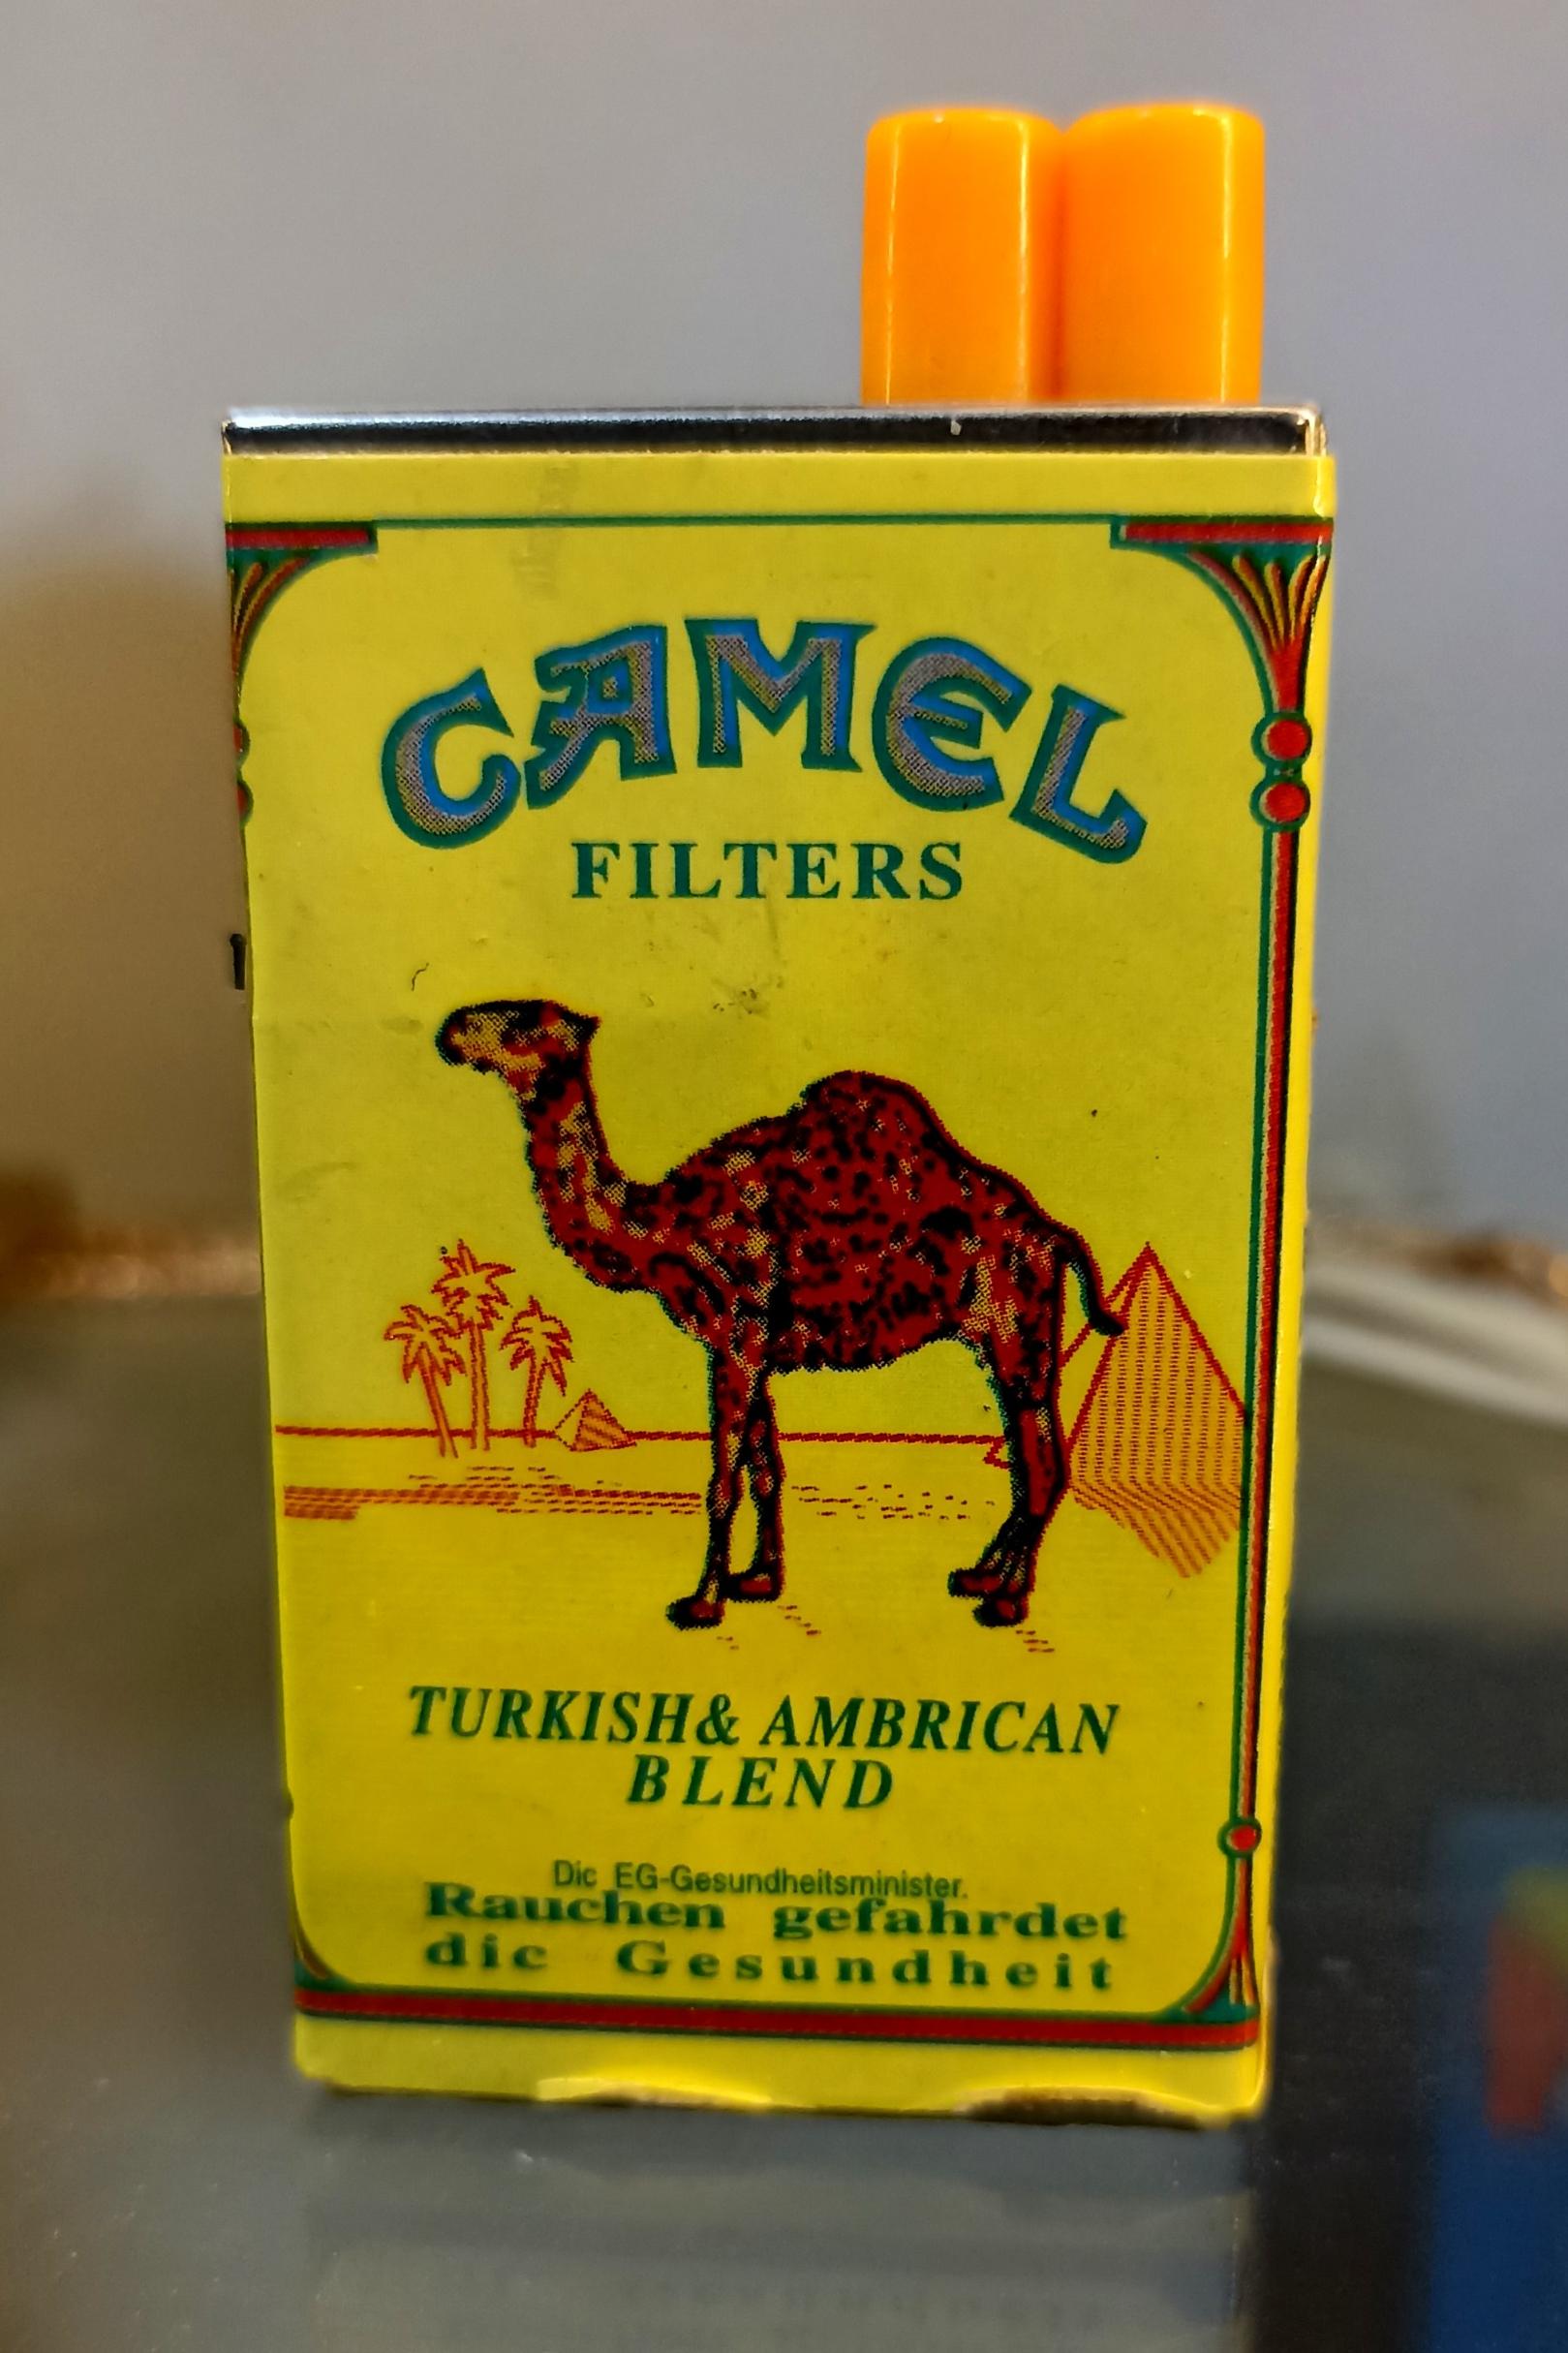 CAMEL
FILTERS
TURKISH& AMBRICAN
BLEND
Dic EG-Gesundheitsminister.
Rauchen gefahrdet
dic Gesundheit